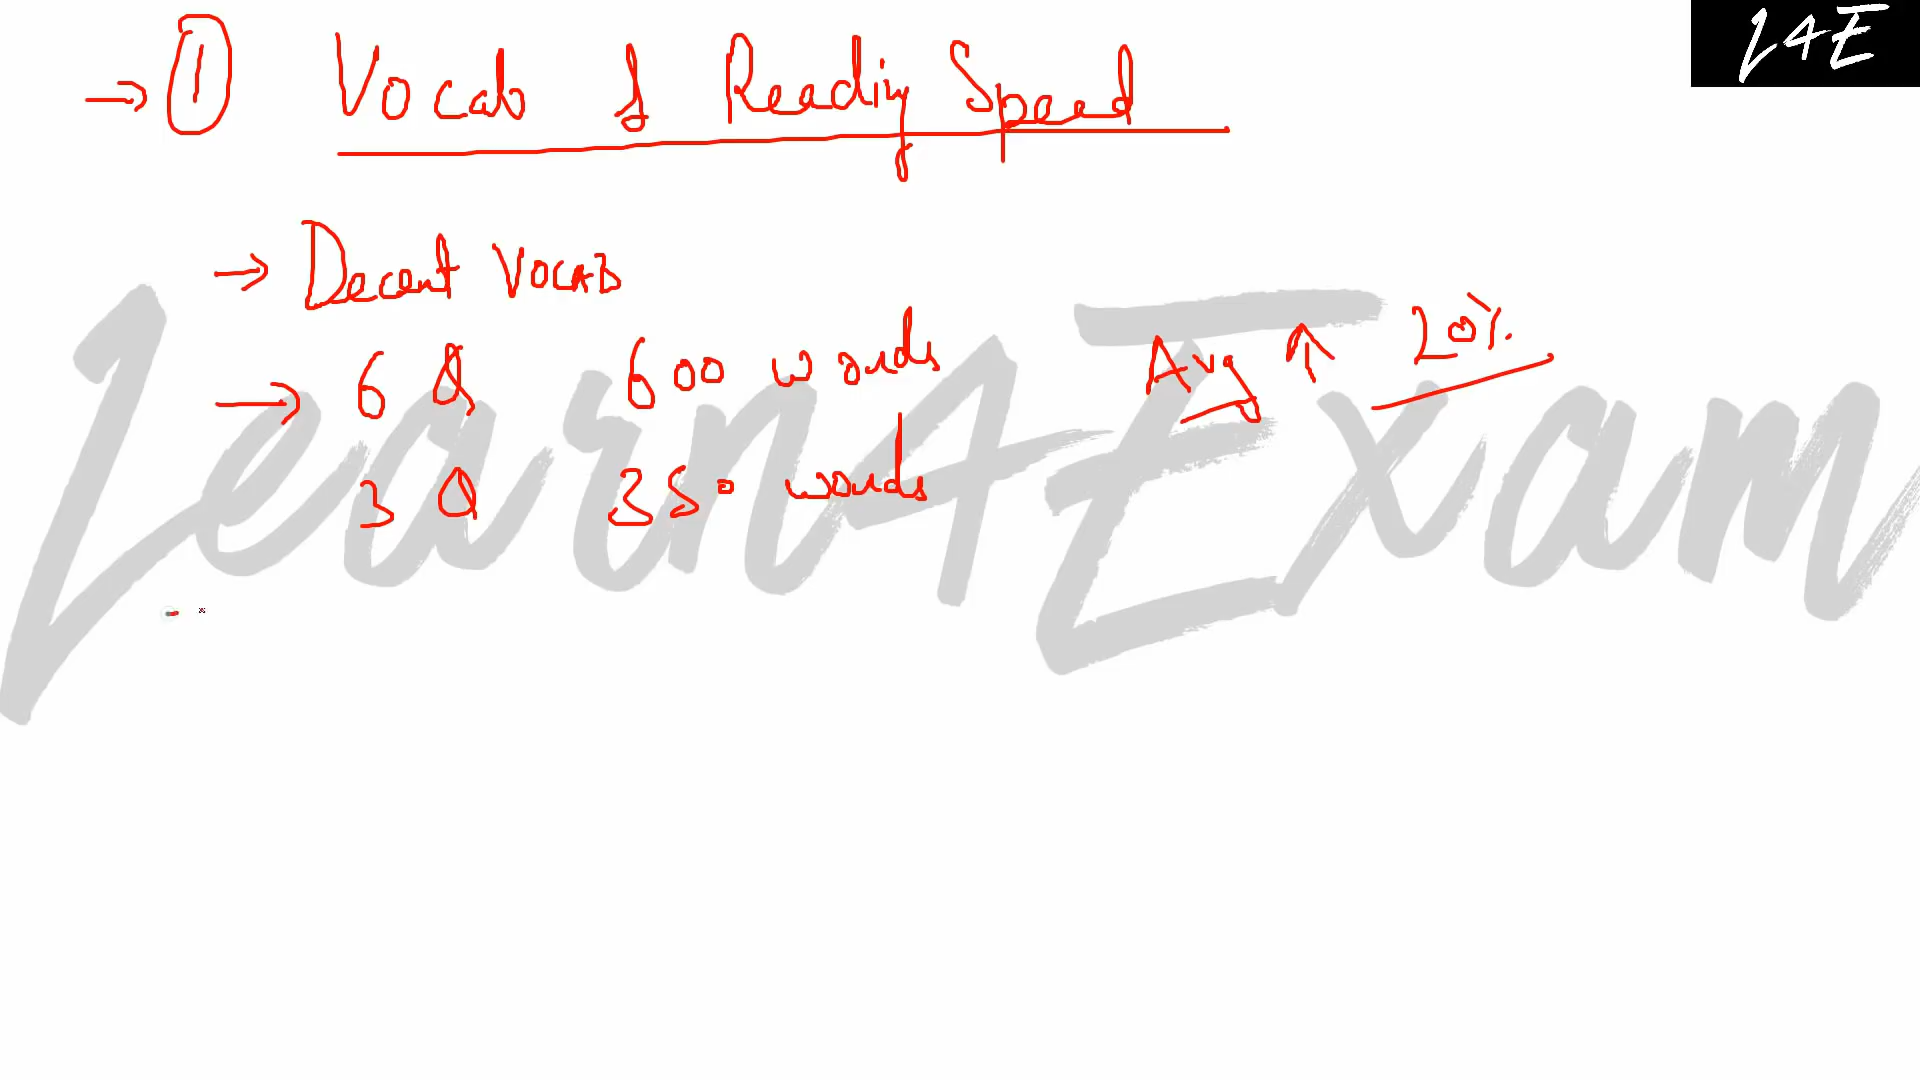 L4E
→ ① Vocab & Reading Speed
→ Decent VOCAB
→ 6 Q 600 words Avg ↑ 20%
3 Q 350 words
Learn4Exam